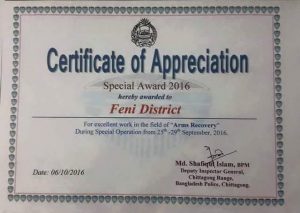 Certificate of Appreciation
Special Award 2016
hereby awarded to
Feni District
For excellent work in the field of "Arms Recovery"
During Special Operation from 25th -29th September, 2016.
Md. Shafiqul Islam, BPM
Deputy Inspector General,
Chittagong Range,
Bangladesh Police, Chittagong.
Date: 06/10/2016